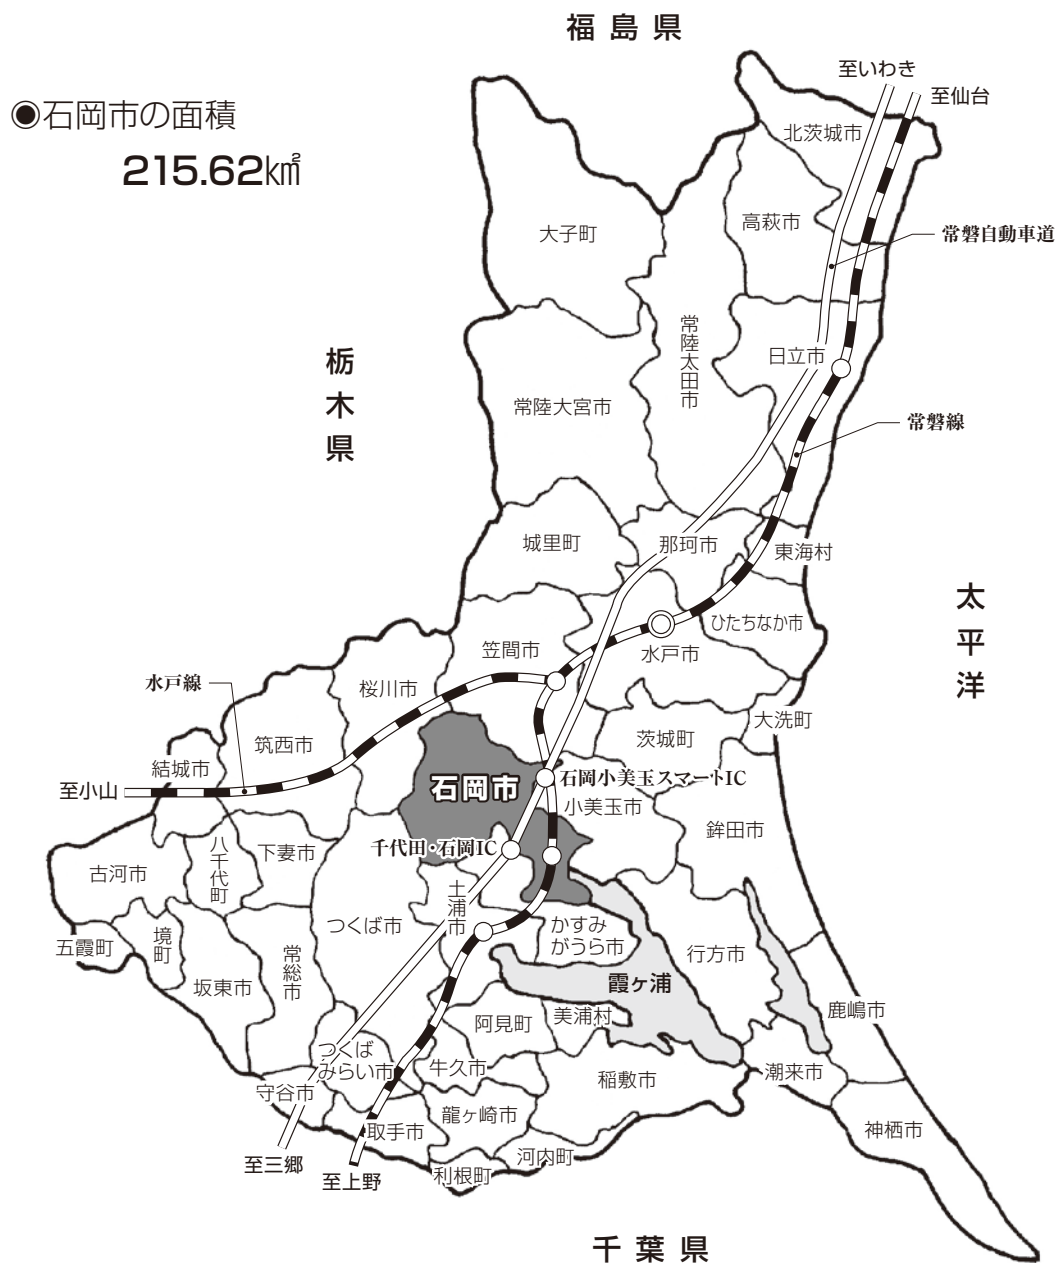 福島県
◉石岡市の面積
215.62k㎡
至いわき
至仙台
北茨城市
高萩市
大子町
常磐自動車道
常陸太田市
日立市
栃木県
常陸大宮市
常磐線
城里町
那珂市
東海村
太平洋
ひたちなか市
笠間市
水戸市
水戸線
桜川市
大洗町
筑西市
茨城町
結城市
石岡市
石岡小美玉スマートIC
至小山
小美玉市
鉾田市
千代田・石岡IC
下妻市
八千代町
古河市
土浦市
つくば市
かすみ
がうら市
行方市
五霞町
境町
常総市
坂東市
霞ヶ浦
鹿嶋市
阿見町
美浦村
つくば
みらい市
牛久市
稲敷市
潮来市
守谷市
龍ヶ崎市
取手市
神栖市
河内町
至三郷
至上野
利根町
千葉県